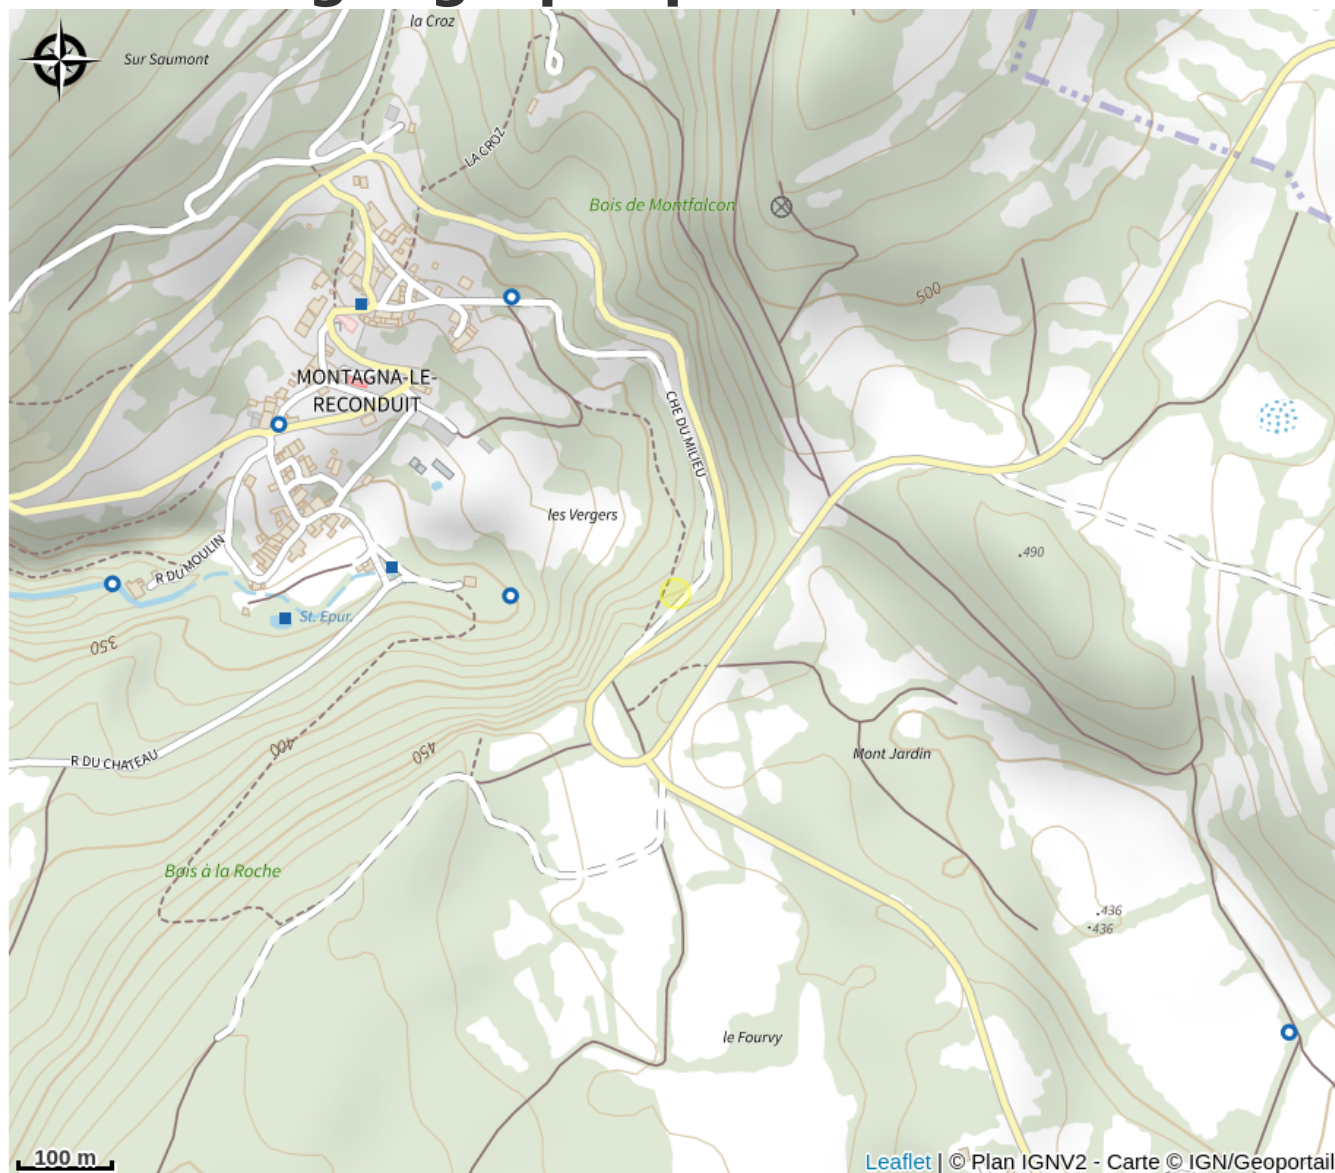 la Croz
Sur Saumont
LA CROZ
Bois de Montfalcon
500
MONTAGNA-LE-
RECONDUIT
CHE DU MILIEU
les Vergers
.490
R DU MOULIN
St. Epur.
350
400
450
R DU CHATEAU
Mont Jardin
Bois à la Roche
.436
.436
le Fourvy
100 m
Leaflet | © Plan IGNV2 - Carte © IGN/Geoportail